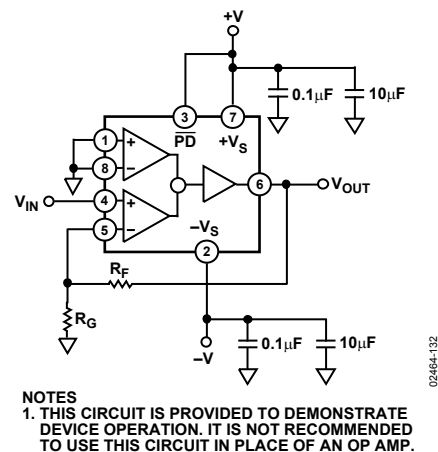 +V
0.1μF
10μF
3
7
PD
+VS
1
8
VIN
4
5
6
VOUT
–VS
2
RF
RG
–V
0.1μF
10μF
02464-132
NOTES
1. THIS CIRCUIT IS PROVIDED TO DEMONSTRATE
DEVICE OPERATION. IT IS NOT RECOMMENDED
TO USE THIS CIRCUIT IN PLACE OF AN OP AMP.